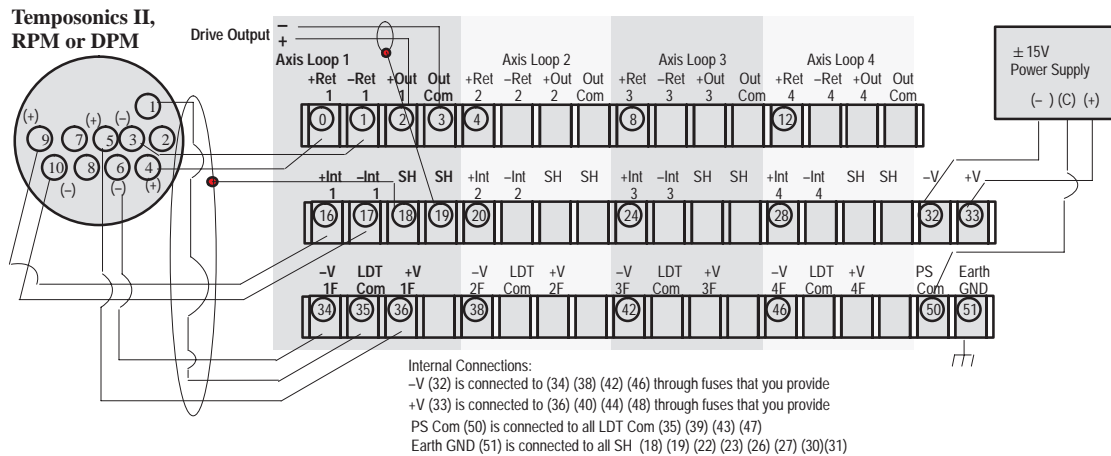 Temposonics II,
RPM or DPM
Drive Output
–
+
Axis Loop 1
Axis Loop 2
Axis Loop 3
Axis Loop 4
+Ret 1 –Ret 1 +Out 1 Out Com
+Ret 2 –Ret 2 +Out 2 Out Com
+Ret 3 –Ret 3 +Out 3 Out Com
+Ret 4 –Ret 4 +Out 4 Out Com
0 1 2 3 4 8 12
± 15V
Power Supply
(– ) (C) (+)
1
(+) (+) (–)
9 7 5 3 2
10 8 6 4
(–) (–) (+)
+Int 1 –Int 1 SH SH
+Int 2 –Int 2 SH SH
+Int 3 –Int 3 SH SH
+Int 4 –Int 4 SH SH
–V +V
16 17 18 19 20 24 28 32 33
–V 1F LDT Com +V 1F
–V 2F LDT Com +V 2F
–V 3F LDT Com +V 3F
–V 4F LDT Com +V 4F
PS Com Earth GND
34 35 36 38 42 46 50 51
Internal Connections:
–V (32) is connected to (34) (38) (42) (46) through fuses that you provide
+V (33) is connected to (36) (40) (44) (48) through fuses that you provide
PS Com (50) is connected to all LDT Com (35) (39) (43) (47)
Earth GND (51) is connected to all SH (18) (19) (22) (23) (26) (27) (30)(31)